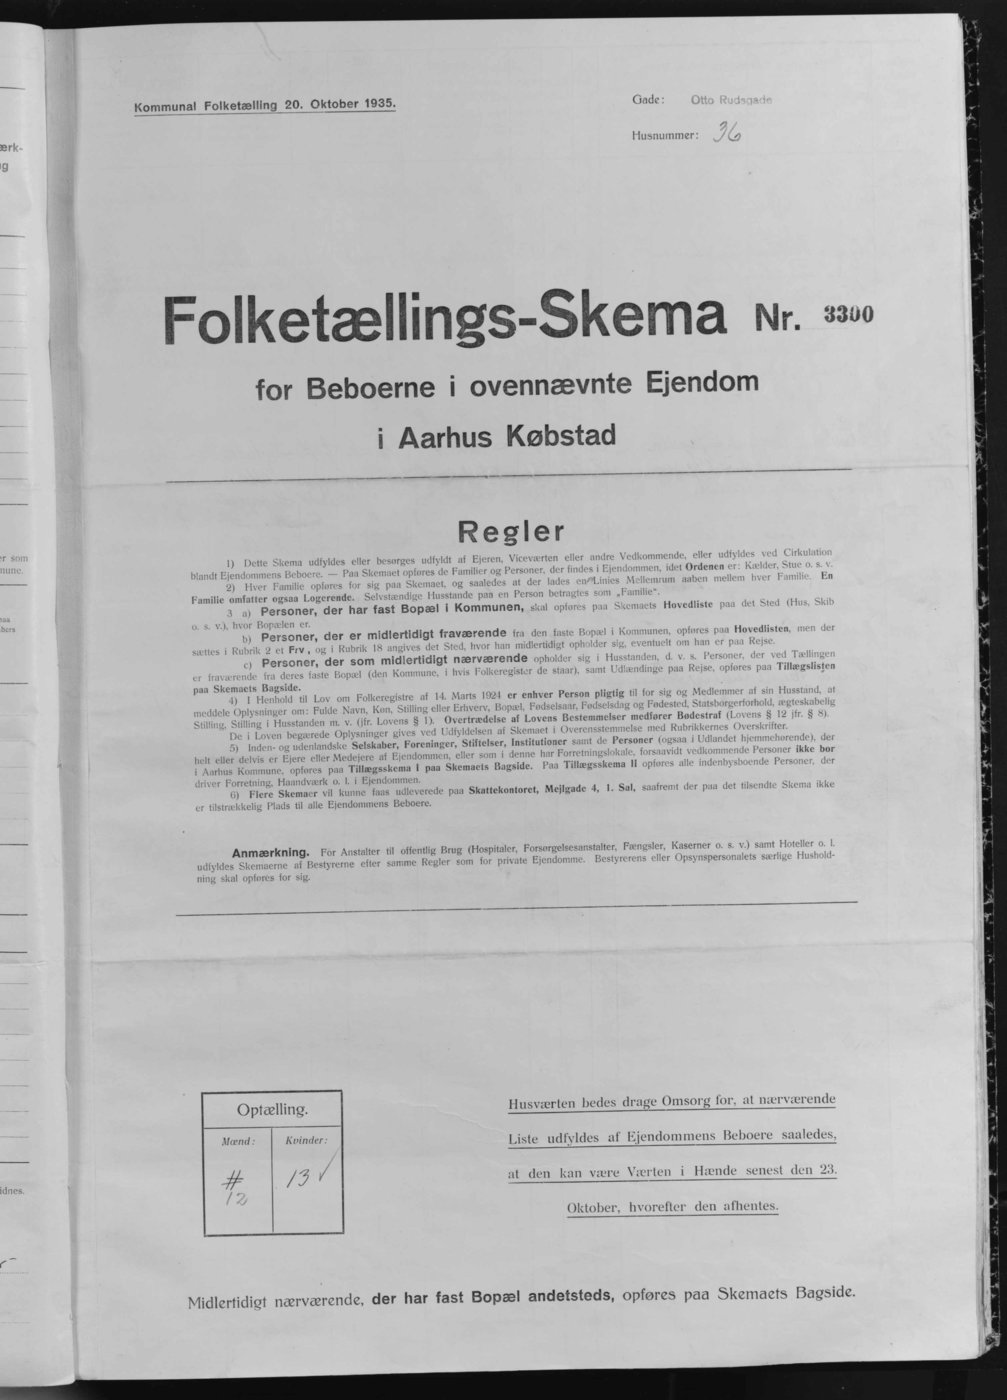 Kommunal Folketælling 20. Oktober 1935.
Gade: Otto Rudsgade
Husnummer: 36
Folketællings-Skema Nr. 3300
for Beboerne i ovennævnte Ejendom
i Aarhus Købstad
Regler
1) Dette Skema udfyldes eller besørges udfyldt af Ejeren, Viceværten eller andre Vedkommende, eller udfyldes ved Cirkulation
blandt Ejendommens Beboere. — Paa Skemaet opføres de Familier og Personer, der findes i Ejendommen, idet Ordenen er: Kælder, Stue o. s. v.
2) Hver Familie opføres for sig paa Skemaet, og saaledes at der lades en Linies Mellemrum aaben mellem hver Familie. En
Familie omfatter ogsaa Logerende. Selvstændige Husstande paa en Person betragtes som „Familie“.
3 a) Personer, der har fast Bopæl i Kommunen, skal opføres paa Skemaets Hovedliste paa det Sted (Hus, Skib
o. s. v.), hvor Bopælen er.
b) Personer, der er midlertidigt fraværende fra den faste Bopæl i Kommunen, opføres paa Hovedlisten, men der
sættes i Rubrik 2 et Frv., og i Rubrik 18 angives det Sted, hvor han midlertidigt opholder sig, eventuelt om han er paa Rejse.
c) Personer, der som midlertidigt nærværende opholder sig i Husstanden, d. v. s. Personer, der ved Tællingen
er fraværende fra deres faste Bopæl (den Kommune, i hvis Folkeregister de staar), samt Udlændinge paa Rejse, opføres paa Tillægslisten
paa Skemaets Bagside.
4) I Henhold til Lov om Folkeregistre af 14. Marts 1924 er enhver Person pligtig til for sig og Medlemmer af sin Husstand, at
meddele Oplysninger om: Fulde Navn, Køn, Stilling eller Erhverv, Bopæl, Fødselsaar, Fødselsdag og Fødested, Statsborgerforhold, ægteskabelig
Stilling, Stilling i Husstanden m. v. (jfr. Lovens § 1). Overtrædelse af Lovens Bestemmelser medfører Bødestraf (Lovens § 12 jfr. § 8).
De i Loven begærede Oplysninger gives ved Udfyldelsen af Skemaet i Overensstemmelse med Rubrikkernes Overskrifter.
5) Inden- og udenlandske Selskaber, Foreninger, Stiftelser, Institutioner samt de Personer (ogsaa i Udlandet hjemmehørende), der
helt eller delvis er Ejere eller Medejere af Ejendommen, eller som i denne har Forretningslokale, forsaavidt vedkommende Personer ikke bor
i Aarhus Kommune, opføres paa Tillægsskema I paa Skemaets Bagside. Paa Tillægsskema II opføres alle indenbysboende Personer, der
driver Forretning, Haandværk o. l. i Ejendommen.
6) Flere Skemaer vil kunne faas udleverede paa Skattekontoret, Mejlgade 4, 1. Sal, saafremt der paa det tilsendte Skema ikke
er tilstrækkelig Plads til alle Ejendommens Beboere.
Anmærkning. For Anstalter til offentlig Brug (Hospitaler, Forsørgelsesanstalter, Fængsler, Kaserner o. s. v.) samt Hoteller o. l.
udfyldes Skemaerne af Bestyrerne efter samme Regler som for private Ejendomme. Bestyrerens eller Opsynspersonalets særlige Hushold-
ning skal opføres for sig.
Optælling.
Mænd: Kvinder:
13 ✓
12
Husværten bedes drage Omsorg for, at nærværende
Liste udfyldes af Ejendommens Beboere saaledes,
at den kan være Værten i Hænde senest den 23.
Oktober, hvorefter den afhentes.
Midlertidigt nærværende, der har fast Bopæl andetsteds, opføres paa Skemaets Bagside.